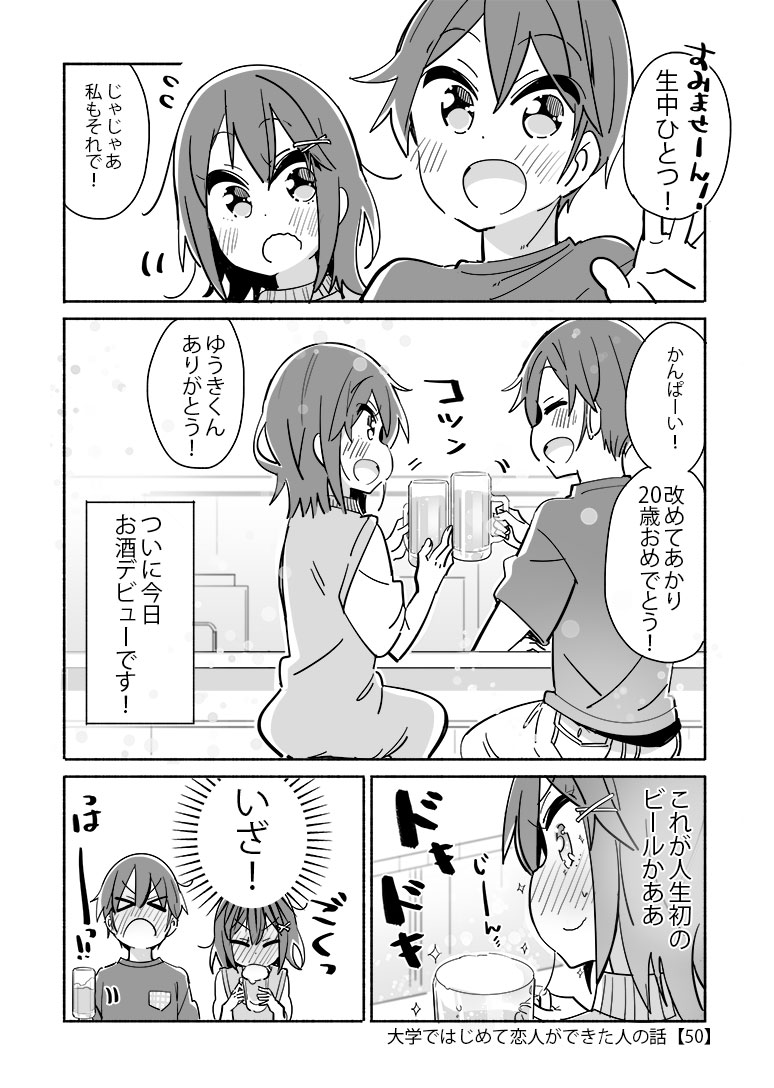 すみませーん！
生中ひとつ！
じゃじゃあ
私もそれで！
かんぱーい！
改めてあかり
20歳おめでとう！
コツン
ゆうきくん
ありがとう！
ついに今日
お酒デビューです！
これが人生初の
ビールかああ
じーん
ドキ
ドキ
いざ！
ごくっ
っはーっ!!
大学ではじめて恋人ができた人の話【50】